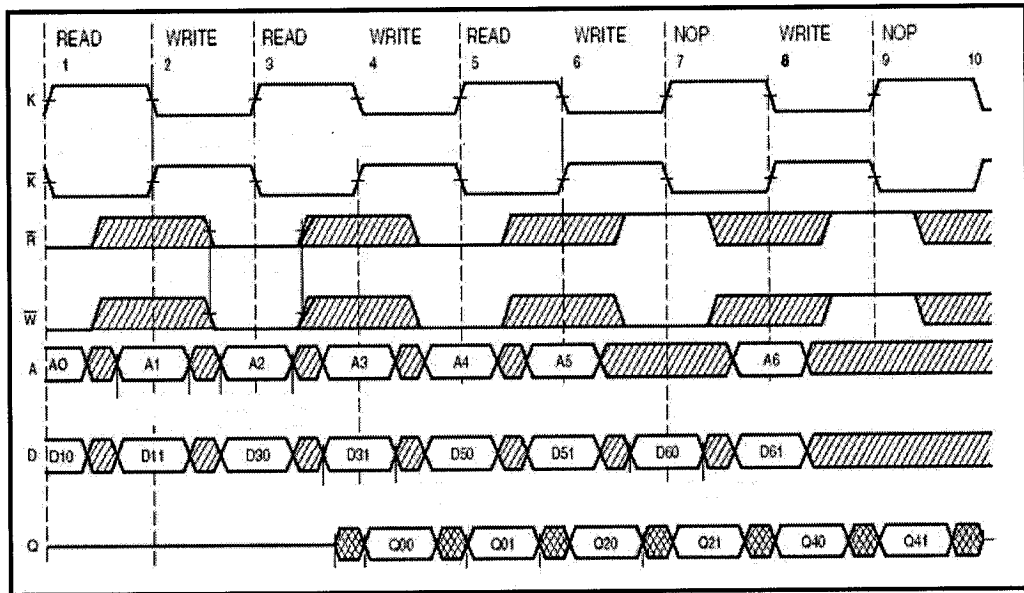 READ WRITE READ WRITE READ WRITE NOP WRITE NOP
1 2 3 4 5 6 7 8 9 10
K
K̅
R̅
W̅
A A0 A1 A2 A3 A4 A5 A6
D D10 D11 D30 D31 D50 D51 D60 D61
Q Q00 Q01 Q20 Q21 Q40 Q41